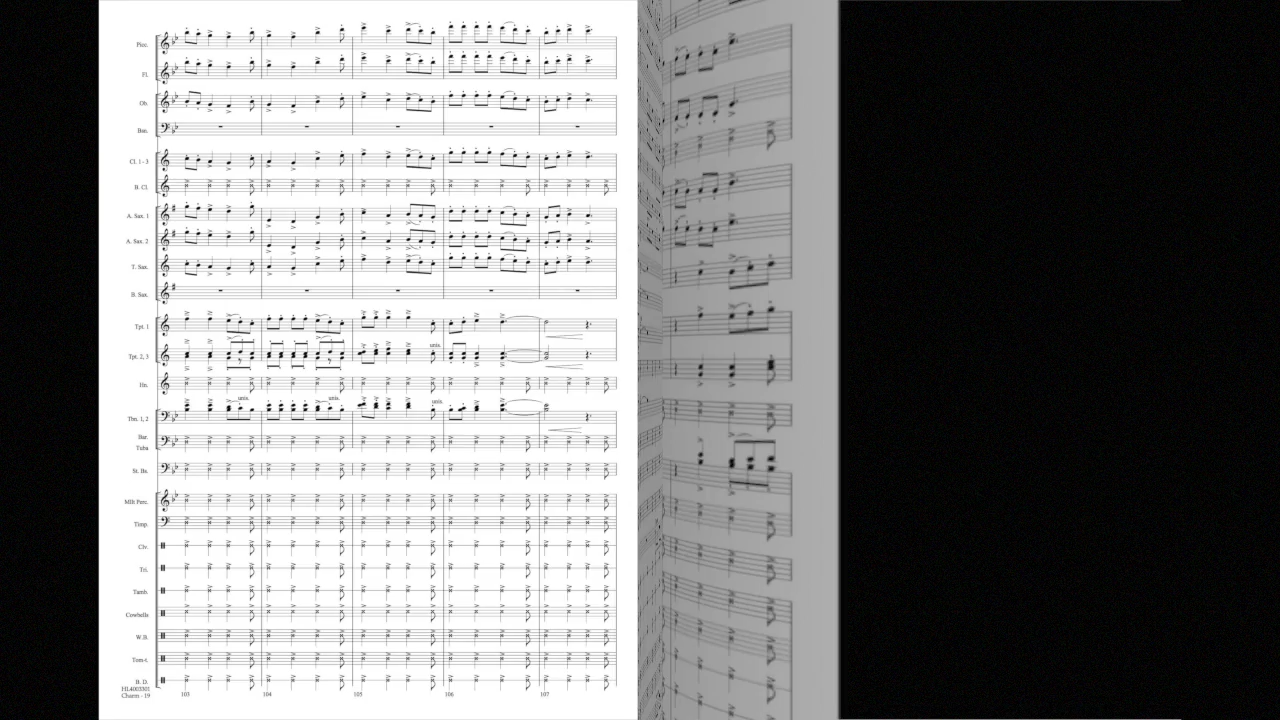 Picc.
Fl.
Ob.
Bsn.
Cl. 1 - 3
B. Cl.
A. Sax. 1
A. Sax. 2
T. Sax.
B. Sax.
Tpt. 1
unis.
Tpt. 2, 3
Hn.
unis. unis. unis.
Tbn. 1, 2
Bar.
Tuba
St. Bs.
Mllt Perc.
Timp.
Clv.
Tri.
Tamb.
Cowbells
W.B.
Tom-t.
B. D.
HL4003301
Charm - 19
103 104 105 106 107